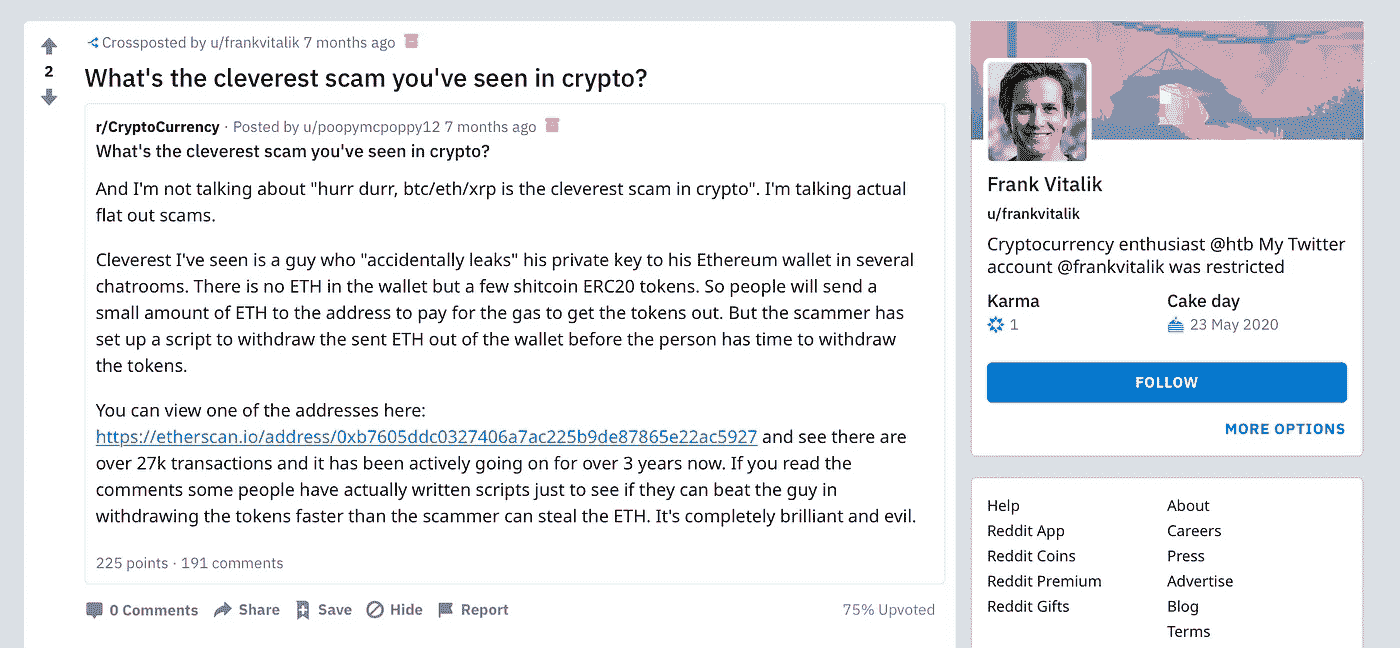 Crossposted by u/frankvitalik 7 months ago
2
What's the cleverest scam you've seen in crypto?
r/CryptoCurrency · Posted by u/poopymcpoppy12 7 months ago
What's the cleverest scam you've seen in crypto?
And I'm not talking about "hurr durr, btc/eth/xrp is the cleverest scam in crypto". I'm talking actual
flat out scams.
Cleverest I've seen is a guy who "accidentally leaks" his private key to his Ethereum wallet in several
chatrooms. There is no ETH in the wallet but a few shitcoin ERC20 tokens. So people will send a
small amount of ETH to the address to pay for the gas to get the tokens out. But the scammer has
set up a script to withdraw the sent ETH out of the wallet before the person has time to withdraw
the tokens.
You can view one of the addresses here:
https://etherscan.io/address/0xb7605ddc0327406a7ac225b9de87865e22ac5927 and see there are
over 27k transactions and it has been actively going on for over 3 years now. If you read the
comments some people have actually written scripts just to see if they can beat the guy in
withdrawing the tokens faster than the scammer can steal the ETH. It's completely brilliant and evil.
225 points · 191 comments
0 Comments Share Save Hide Report 75% Upvoted
Frank Vitalik
u/frankvitalik
Cryptocurrency enthusiast @htb My Twitter
account @frankvitalik was restricted
Karma Cake day
1 23 May 2020
FOLLOW
MORE OPTIONS
Help About
Reddit App Careers
Reddit Coins Press
Reddit Premium Advertise
Reddit Gifts Blog
Terms